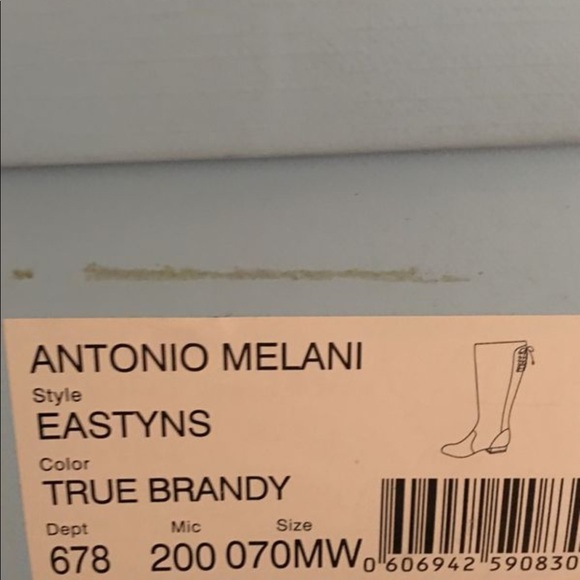 ANTONIO MELANI
Style
EASTYNS
Color
TRUE BRANDY
Dept Mic Size
678 200 070MW
0 606942 590830